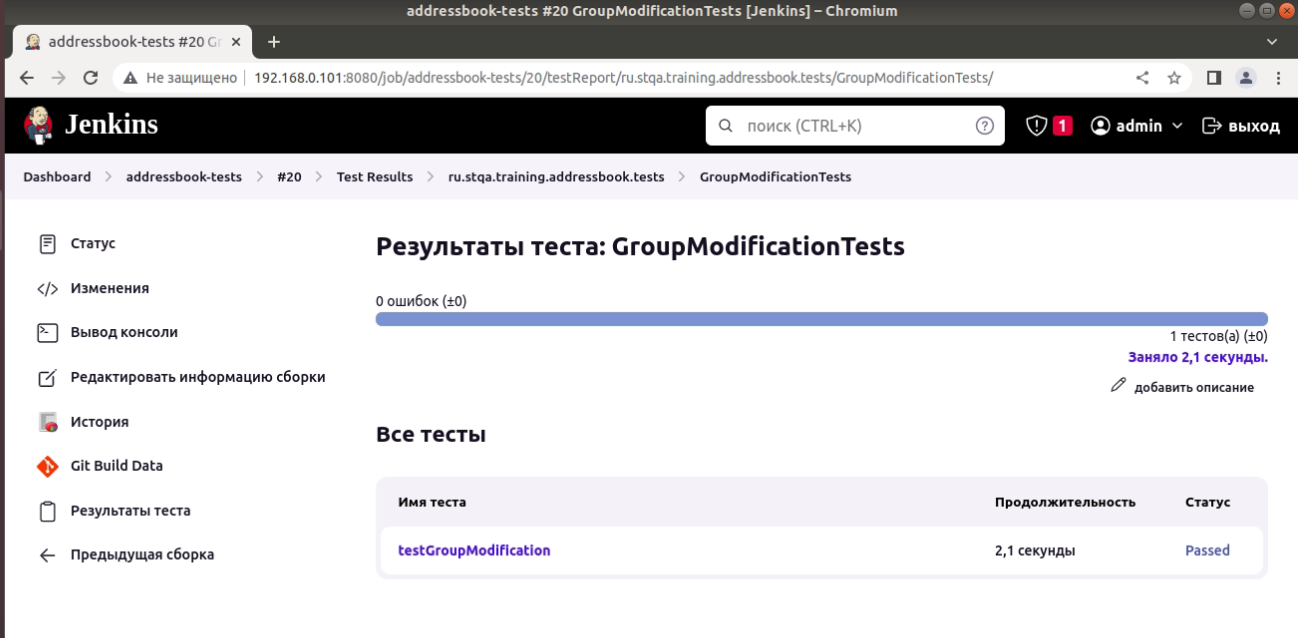 addressbook-tests #20 GroupModificationTests [Jenkins] – Chromium
addressbook-tests #20 Gr
Не защищено 192.168.0.101:8080/job/addressbook-tests/20/testReport/ru.stqa.training.addressbook.tests/GroupModificationTests/
Jenkins поиск (CTRL+K) ? 1 admin выход
Dashboard addressbook-tests #20 Test Results ru.stqa.training.addressbook.tests GroupModificationTests
Статус
Изменения
Вывод консоли
Редактировать информацию сборки
История
Git Build Data
Результаты теста
Предыдущая сборка
Результаты теста: GroupModificationTests
0 ошибок (±0)
1 тестов(а) (±0)
Заняло 2,1 секунды.
добавить описание
Все тесты
Имя теста Продолжительность Статус
testGroupModification 2,1 секунды Passed